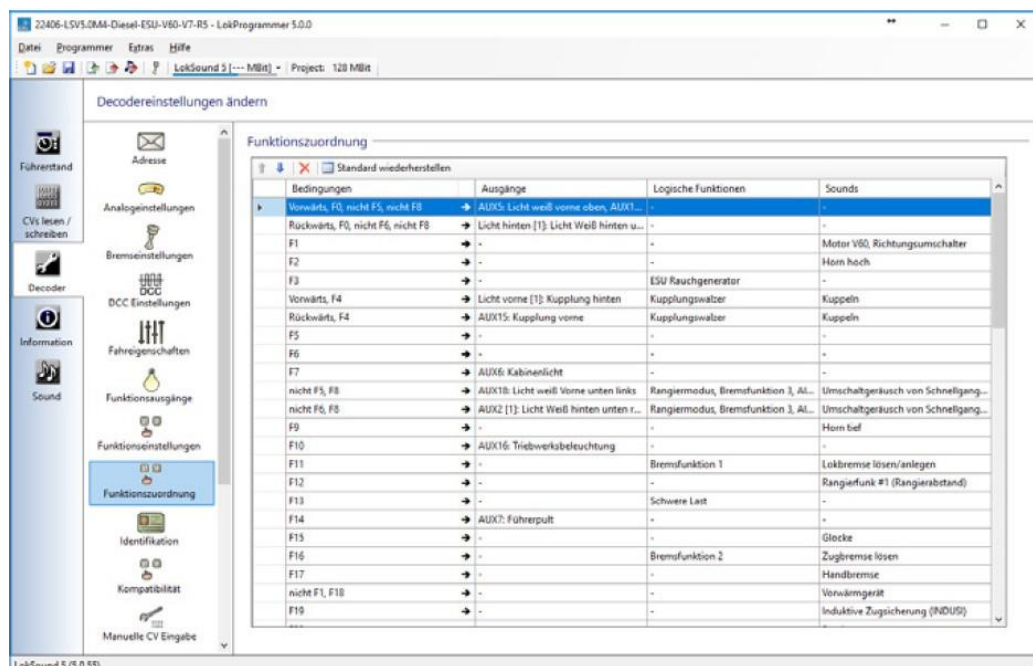 22406-LSV5.0M4-Diesel-ESU-V60-V7-R5 - LokProgrammer 5.0.0
Datei Programmer Extras Hilfe
LokSound 5 [--- MBit] Project: 128 MBit
Decodereinstellungen ändern
Führerstand
CVs lesen /
schreiben
Decoder
Information
Sound
Adresse
Analogeinstellungen
Bremseinstellungen
DCC
DCC Einstellungen
Fahreigenschaften
Funktionsausgänge
Funktionseinstellungen
Funktionszuordnung
Identifikation
Kompatibilität
Manuelle CV Eingabe
Funktionszuordnung
Standard wiederherstellen
Bedingungen Ausgänge Logische Funktionen Sounds
Vorwärts, F0, nicht F5, nicht F8 AUX5: Licht weiß vorne oben, AUX1... - -
Rückwärts, F0, nicht F6, nicht F8 Licht hinten [1]: Licht Weiß hinten u... - -
F1 - - Motor V60, Richtungsumschalter
F2 - - Horn hoch
F3 - ESU Rauchgenerator -
Vorwärts, F4 Licht vorne [1]: Kupplung hinten Kupplungswalzer Kuppeln
Rückwärts, F4 AUX15: Kupplung vorne Kupplungswalzer Kuppeln
F5 - - -
F6 - - -
F7 AUX6: Kabinenlicht - -
nicht F5, F8 AUX18: Licht weiß Vorne unten links Rangiermodus, Bremsfunktion 3, Al... Umschaltgeräusch von Schnellgang...
nicht F6, F8 AUX2 [1]: Licht Weiß hinten unten r... Rangiermodus, Bremsfunktion 3, Al... Umschaltgeräusch von Schnellgang...
F9 - - Horn tief
F10 AUX16: Triebwerksbeleuchtung - -
F11 - Bremsfunktion 1 Lokbremse lösen/anlegen
F12 - - Rangierfunk #1 (Rangierabstand)
F13 - Schwere Last -
F14 AUX7: Führerpult - -
F15 - - Glocke
F16 - Bremsfunktion 2 Zugbremse lösen
F17 - - Handbremse
nicht F1, F18 - - Vorwärmgerät
F19 - - Induktive Zugsicherung (INDUSI)
LokSound 5 (5.0.55)